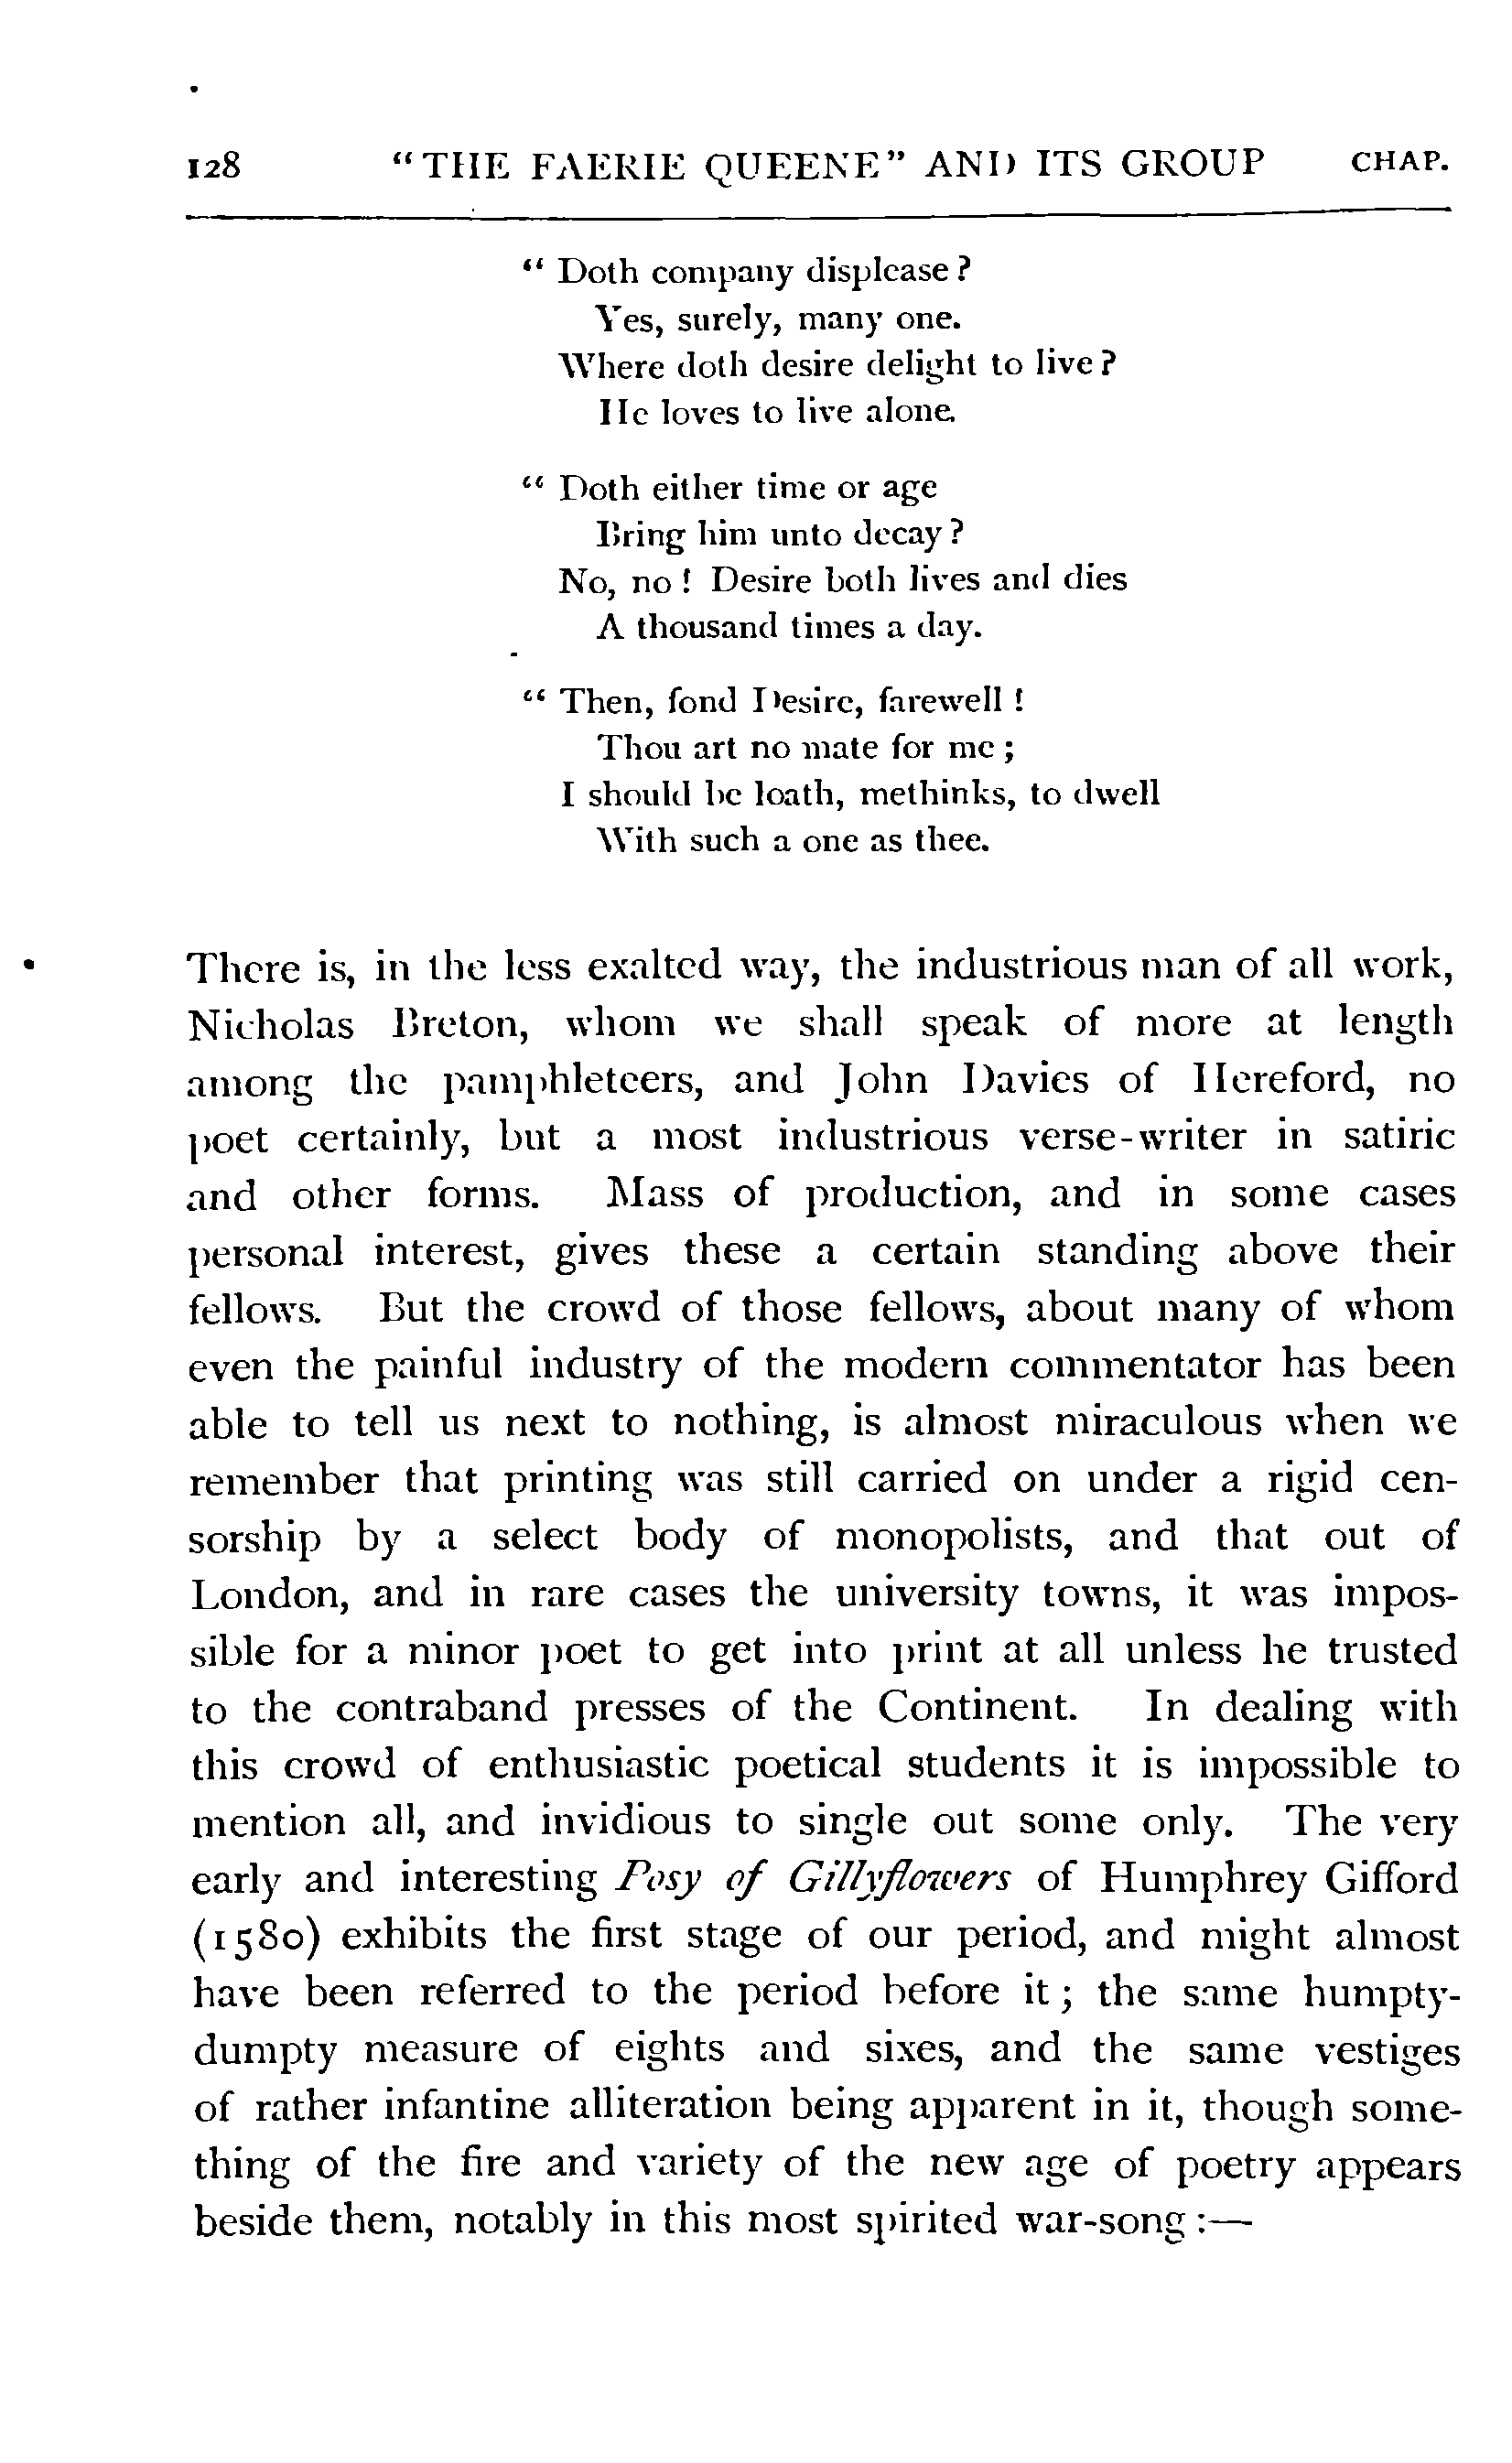 128 "THE FAERIE QUEENE" AND ITS GROUP CHAP.
" Doth company displease ?
Yes, surely, many one.
Where doth desire delight to live ?
He loves to live alone.
" Doth either time or age
Bring him unto decay ?
No, no ! Desire both lives and dies
A thousand times a day.
" Then, fond Desire, farewell !
Thou art no mate for me ;
I should be loath, methinks, to dwell
With such a one as thee.
There is, in the less exalted way, the industrious man of all work,
Nicholas Breton, whom we shall speak of more at length
among the pamphleteers, and John Davies of Hereford, no
poet certainly, but a most industrious verse-writer in satiric
and other forms. Mass of production, and in some cases
personal interest, gives these a certain standing above their
fellows. But the crowd of those fellows, about many of whom
even the painful industry of the modern commentator has been
able to tell us next to nothing, is almost miraculous when we
remember that printing was still carried on under a rigid cen-
sorship by a select body of monopolists, and that out of
London, and in rare cases the university towns, it was impos-
sible for a minor poet to get into print at all unless he trusted
to the contraband presses of the Continent. In dealing with
this crowd of enthusiastic poetical students it is impossible to
mention all, and invidious to single out some only. The very
early and interesting Posy of Gillyflowers of Humphrey Gifford
(1580) exhibits the first stage of our period, and might almost
have been referred to the period before it ; the same humpty-
dumpty measure of eights and sixes, and the same vestiges
of rather infantine alliteration being apparent in it, though some-
thing of the fire and variety of the new age of poetry appears
beside them, notably in this most spirited war-song :—